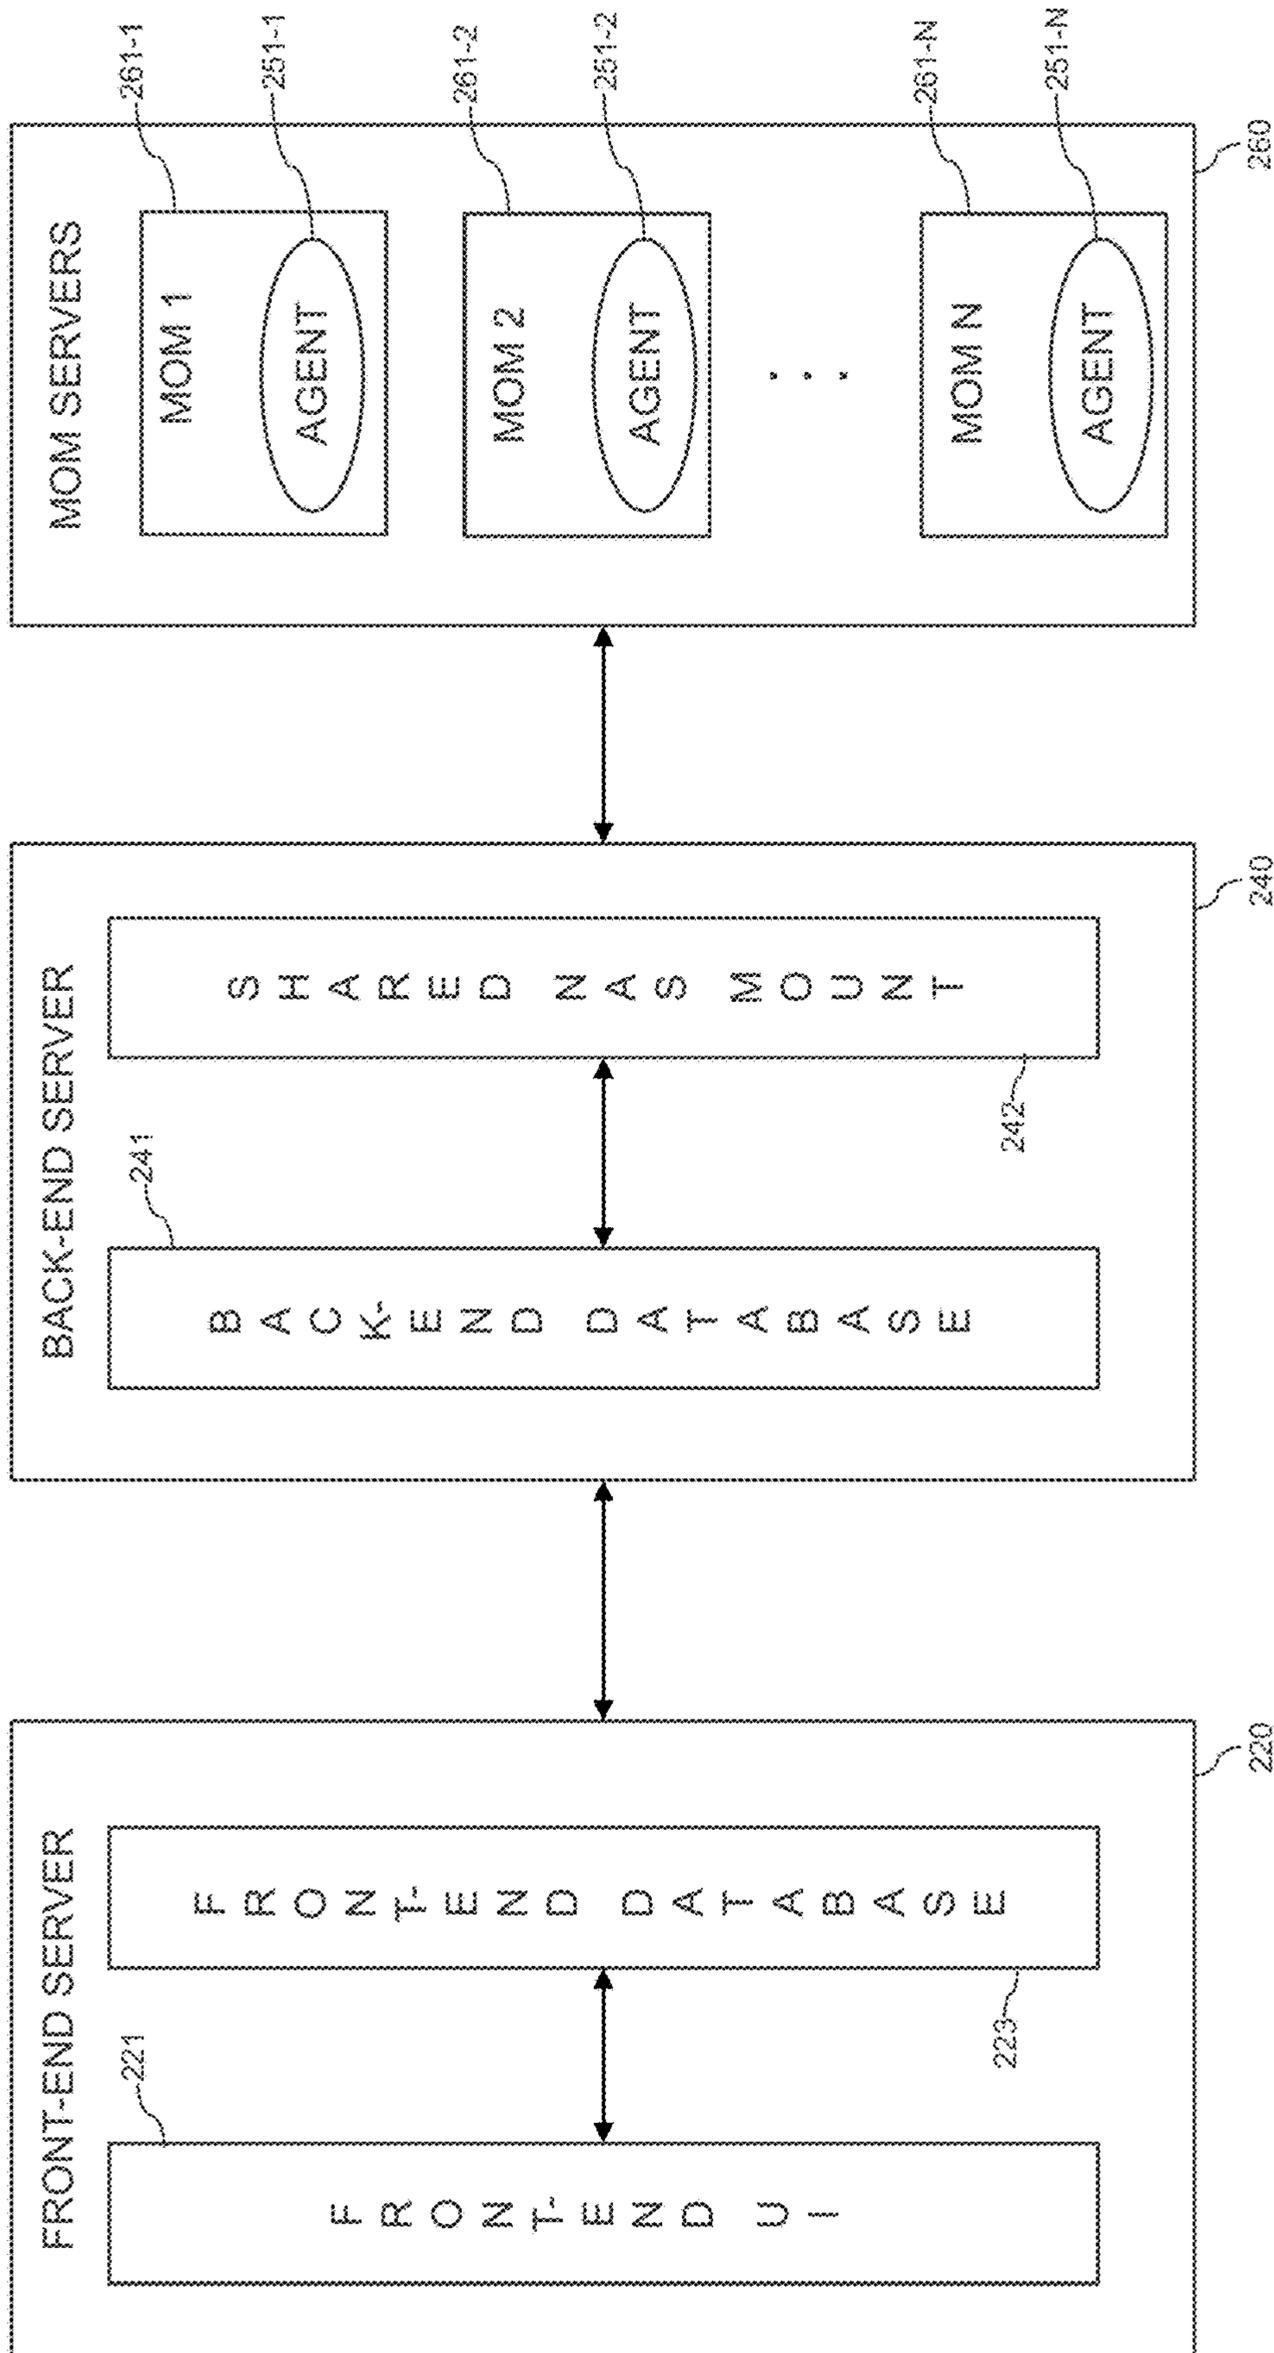 FRONT-END SERVER
221
FRONT-END UI
FRONT-END DATABASE
223
220
BACK-END SERVER
241
BACK-END DATABASE
SHARED NAS MOUNT
242
240
MOM SERVERS
MOM 1
261-1
AGENT
251-1
MOM 2
261-2
AGENT
251-2
. . .
MOM N
261-N
AGENT
251-N
260